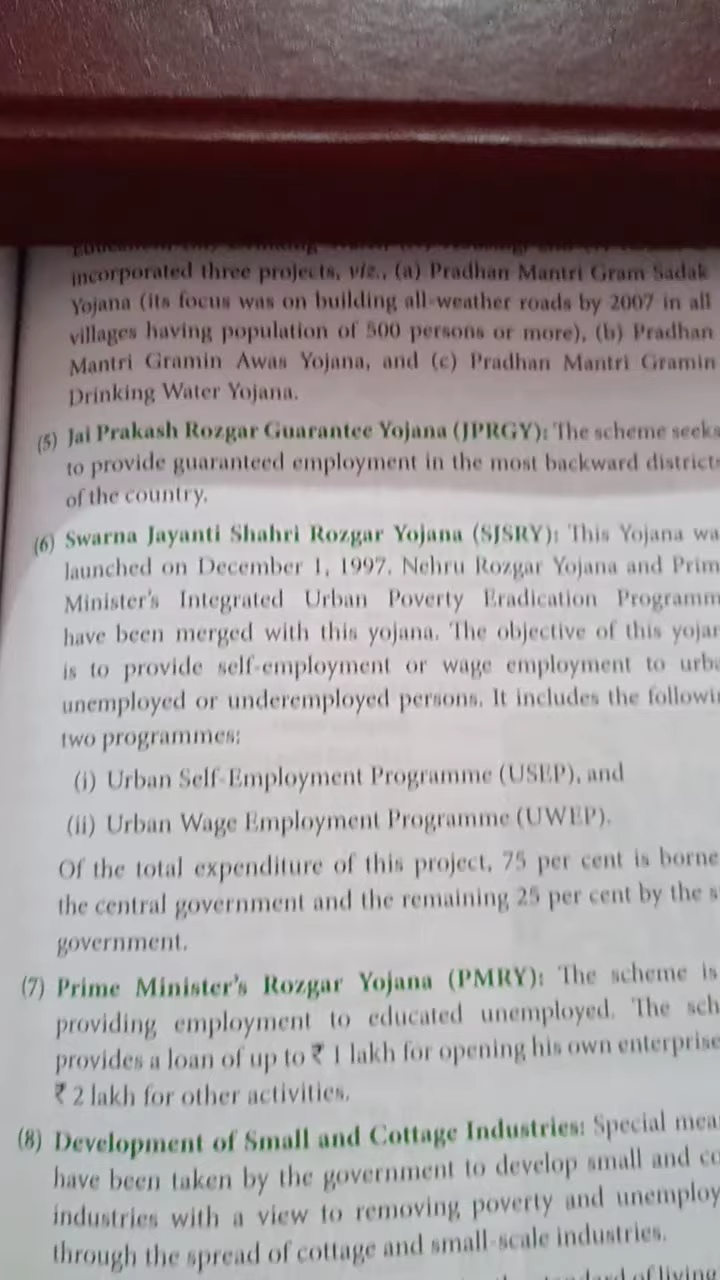 incorporated three projects, viz., (a) Pradhan Mantri Gram Sadak
Yojana (its focus was on building all-weather roads by 2007 in all
villages having population of 500 persons or more), (b) Pradhan
Mantri Gramin Awas Yojana, and (c) Pradhan Mantri Gramin
Drinking Water Yojana.
(5) Jai Prakash Rozgar Guarantee Yojana (JPRGY): The scheme seeks
to provide guaranteed employment in the most backward districts
of the country.
(6) Swarna Jayanti Shahri Rozgar Yojana (SJSRY): This Yojana wa
launched on December 1, 1997. Nehru Rozgar Yojana and Prim
Minister's Integrated Urban Poverty Eradication Programm
have been merged with this yojana. The objective of this yojan
is to provide self-employment or wage employment to urba
unemployed or underemployed persons. It includes the followi
two programmes:
(i) Urban Self-Employment Programme (USEP), and
(ii) Urban Wage Employment Programme (UWEP).
Of the total expenditure of this project, 75 per cent is borne
the central government and the remaining 25 per cent by the s
government.
(7) Prime Minister's Rozgar Yojana (PMRY): The scheme is
providing employment to educated unemployed. The sch
provides a loan of up to ₹ 1 lakh for opening his own enterprise
₹ 2 lakh for other activities.
(8) Development of Small and Cottage Industries: Special mea
have been taken by the government to develop small and co
industries with a view to removing poverty and unemploy
through the spread of cottage and small-scale industries.
of living